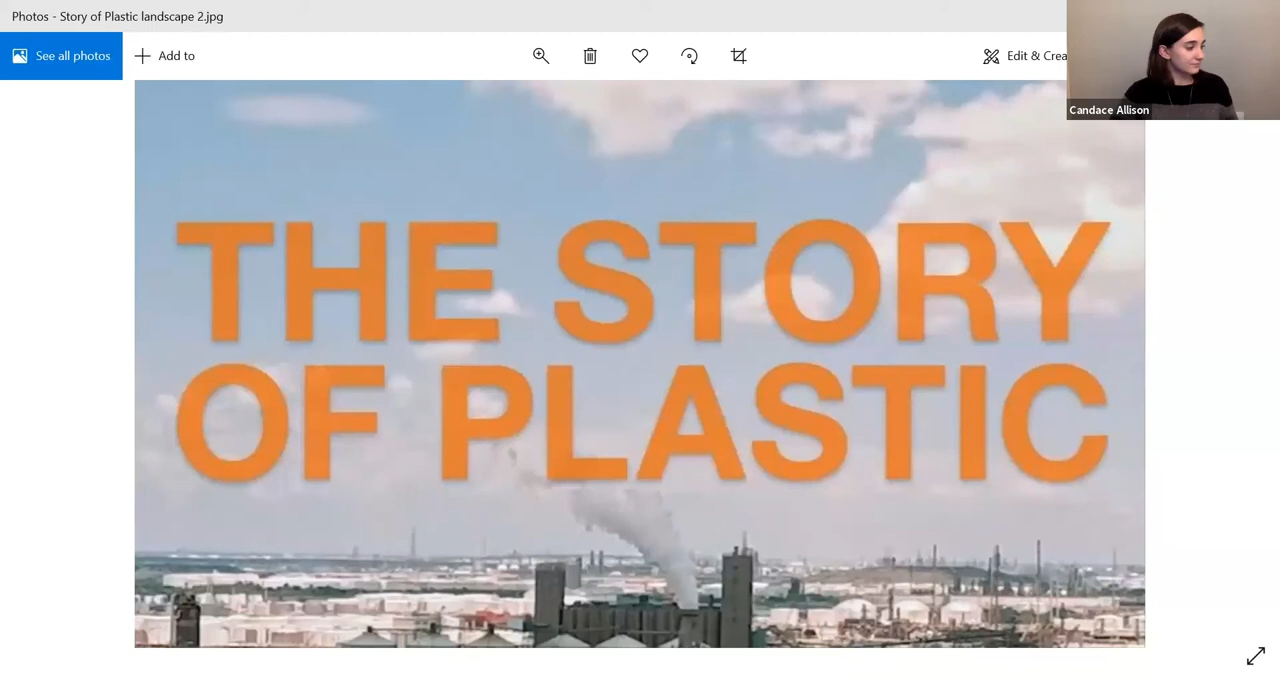 Photos - Story of Plastic landscape 2.jpg
See all photos
Add to
Edit & Crea
Candace Allison
THE STORY
OF PLASTIC